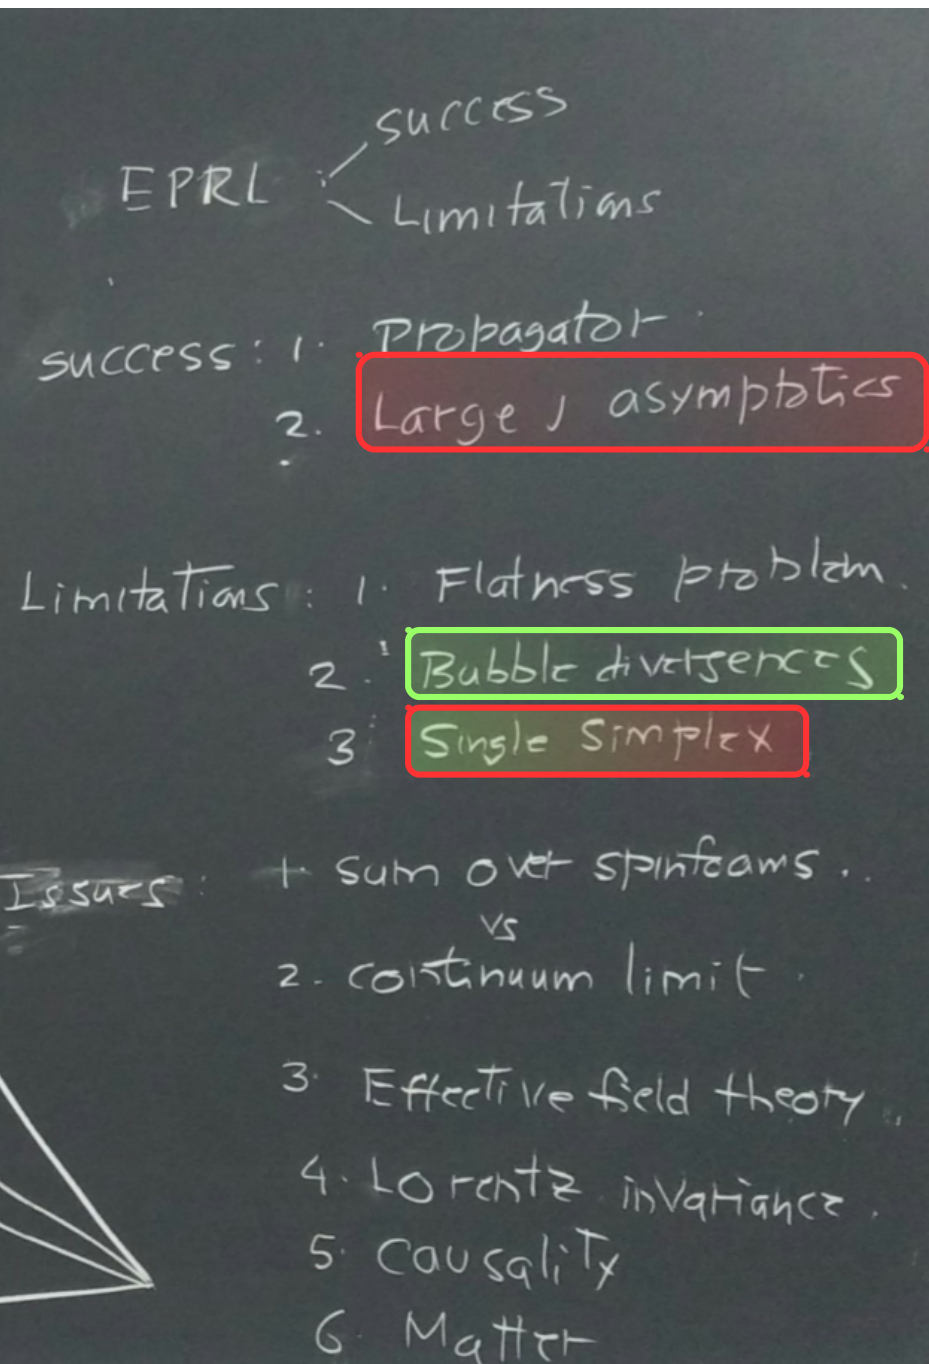 success
EPRL :
Limitations
success : 1. Propagator.
2. Large J asymptotics
Limitations : 1. Flatness problem.
2. Bubble divergences
3 Single Simplex
Issues : 1. sum over spinfoams..
vs
2. continuum limit.
3. Effective field theory.
4. Lorentz invariance.
5. Causality
6 Matter